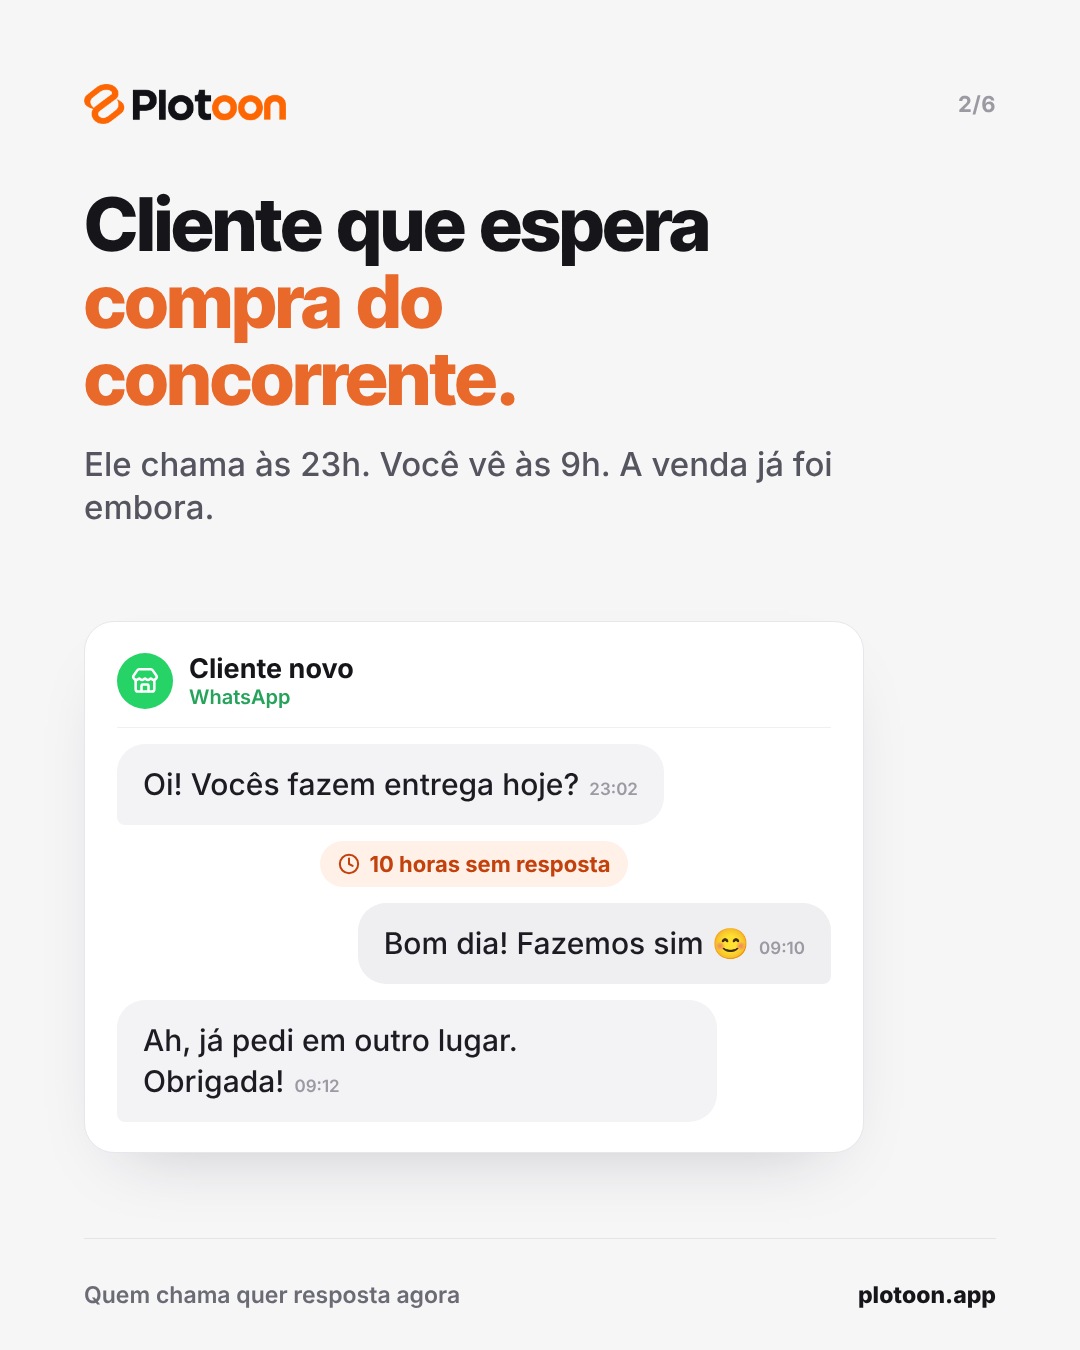 Plotoon
2/6
Cliente que espera
compra do
concorrente.
Ele chama às 23h. Você vê às 9h. A venda já foi
embora.
Cliente novo
WhatsApp
Oi! Vocês fazem entrega hoje? 23:02
10 horas sem resposta
Bom dia! Fazemos sim 😊 09:10
Ah, já pedi em outro lugar.
Obrigada! 09:12
Quem chama quer resposta agora
plotoon.app